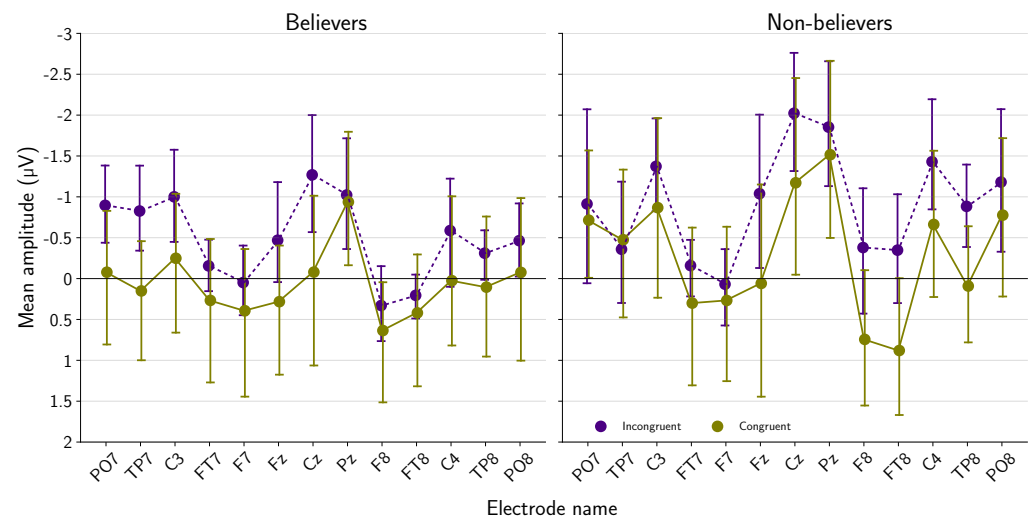 Believers
Non-believers
Mean amplitude (µV)
-3
-2.5
-2
-1.5
-1
-0.5
0
0.5
1
1.5
2
Incongruent
Congruent
PO7 TP7 C3 FT7 F7 Fz Cz Pz F8 FT8 C4 TP8 PO8
PO7 TP7 C3 FT7 F7 Fz Cz Pz F8 FT8 C4 TP8 PO8
Electrode name